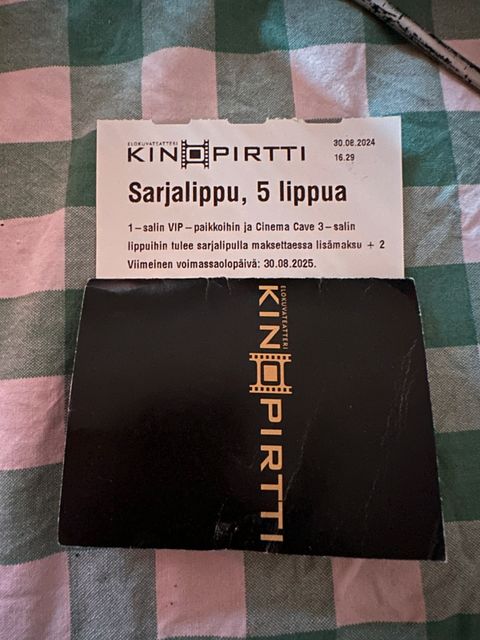 ELOKUVATEATTERI
KINOPIRTTI
30.08.2024
16.29
Sarjalippu, 5 lippua
1-salin VIP-paikkoihin ja Cinema Cave 3-salin
lippuihin tulee sarjalipulla maksettaessa lisämaksu + 2
Viimeinen voimassaolopäivä: 30.08.2025.
ELOKUVATEATTERI
KINOPIRTTI